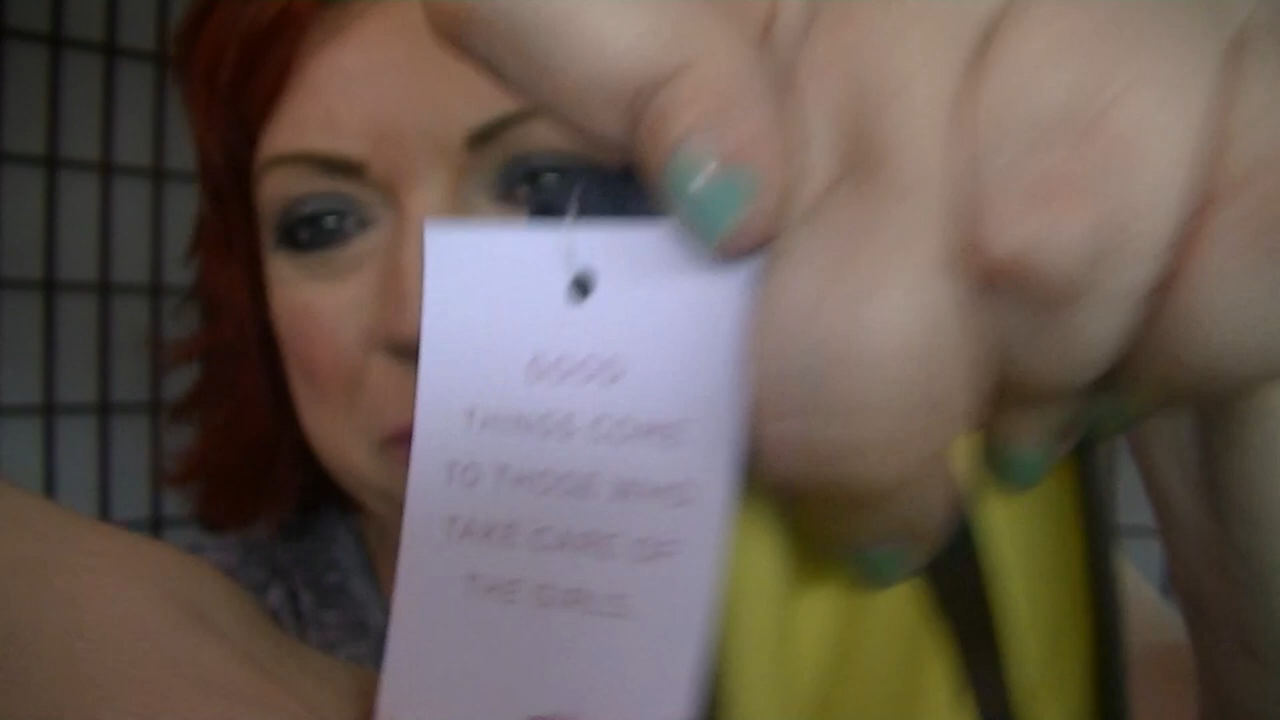 GOOD
THINGS COME
TO THOSE WHO
TAKE CARE OF
THE GIRLS